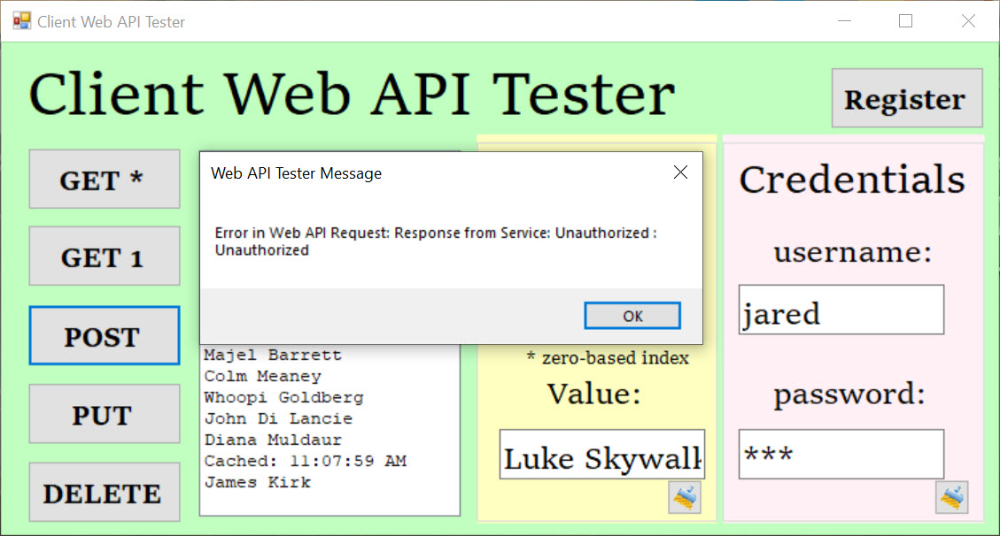 Client Web API Tester
Client Web API Tester
Register
GET *
GET 1
POST
PUT
DELETE
Web API Tester Message
Error in Web API Request: Response from Service: Unauthorized :
Unauthorized
OK
Majel Barrett
Colm Meaney
Whoopi Goldberg
John Di Lancie
Diana Muldaur
Cached: 11:07:59 AM
James Kirk
* zero-based index
Value:
Luke Skywalk
Credentials
username:
jared
password:
***